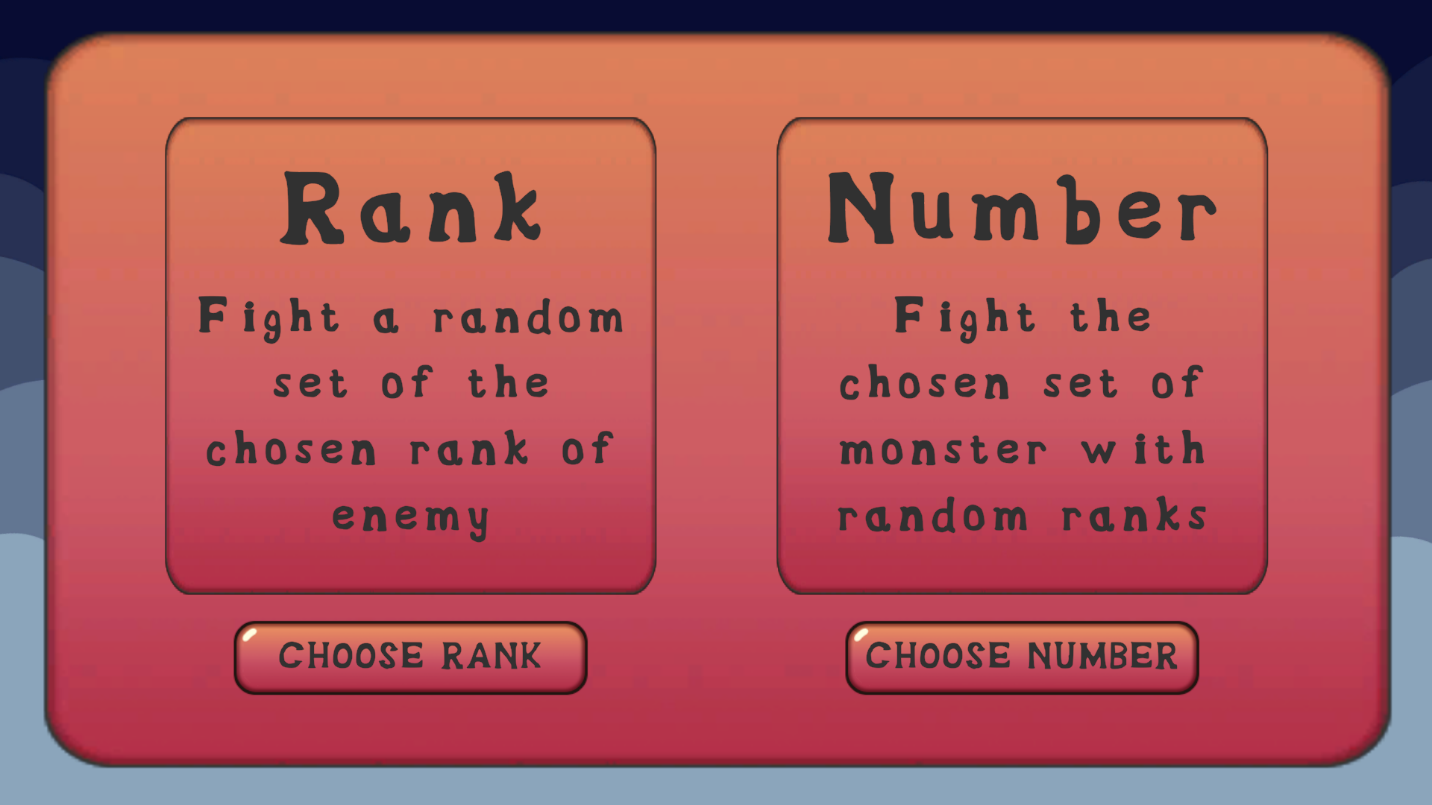 Rank
Fight a random
set of the
chosen rank of
enemy
CHOOSE RANK
Number
Fight the
chosen set of
monster with
random ranks
CHOOSE NUMBER